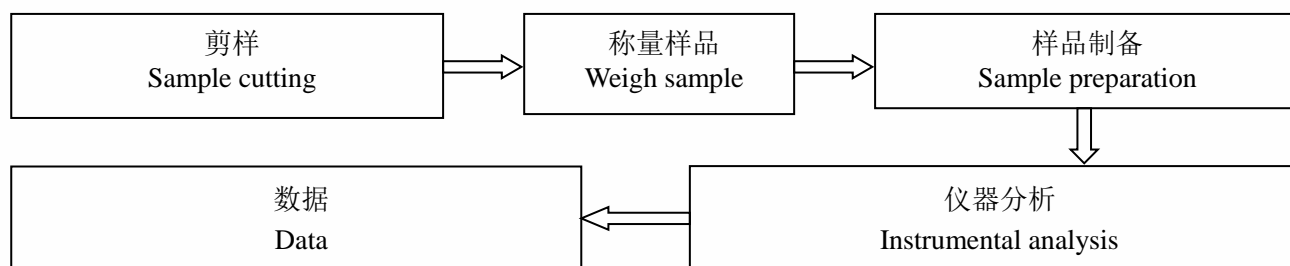 剪样
Sample cutting
称量样品
Weigh sample
样品制备
Sample preparation
仪器分析
Instrumental analysis
数据
Data